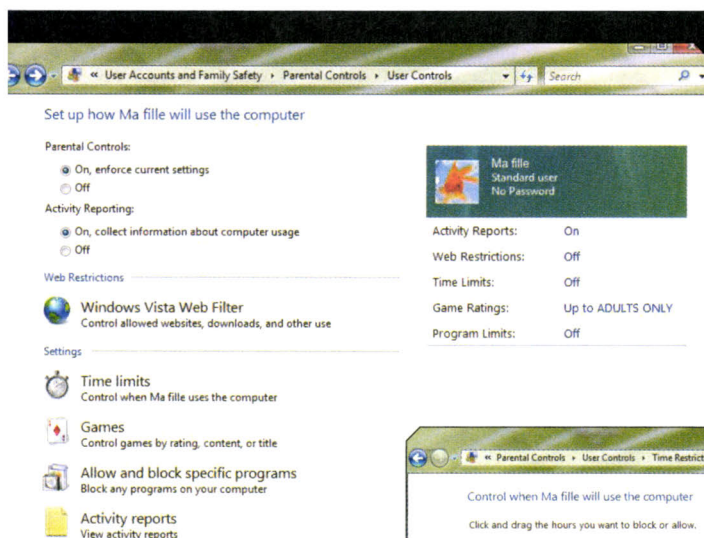 « User Accounts and Family Safety ▸ Parental Controls ▸ User Controls
Search
Set up how Ma fille will use the computer
Parental Controls:
On, enforce current settings
Off
Activity Reporting:
On, collect information about computer usage
Off
Web Restrictions
Windows Vista Web Filter
Control allowed websites, downloads, and other use
Settings
Time limits
Control when Ma fille uses the computer
Games
Control games by rating, content, or title
Allow and block specific programs
Block any programs on your computer
Activity reports
View activity reports
Ma fille
Standard user
No Password
Activity Reports: On
Web Restrictions: Off
Time Limits: Off
Game Ratings: Up to ADULTS ONLY
Program Limits: Off
« Parental Controls ▸ User Controls ▸ Time Restrict
Control when Ma fille will use the computer
Click and drag the hours you want to block or allow.